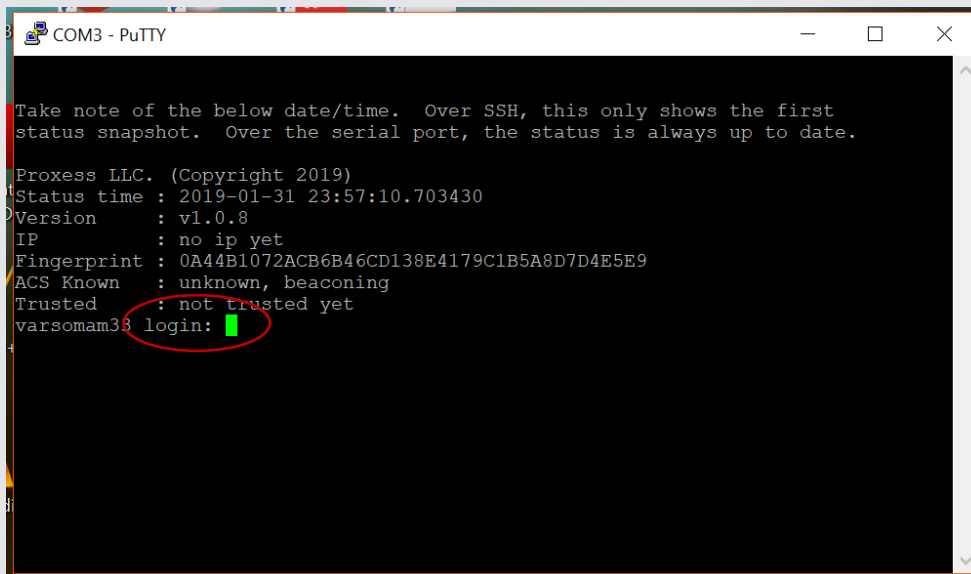 COM3 - PuTTY
Take note of the below date/time.  Over SSH, this only shows the first
status snapshot.  Over the serial port, the status is always up to date.
Proxess LLC. (Copyright 2019)
Status time : 2019-01-31 23:57:10.703430
Version     : v1.0.8
IP          : no ip yet
Fingerprint : 0A44B1072ACB6B46CD138E4179C1B5A8D7D4E5E9
ACS Known   : unknown, beaconing
Trusted     : not trusted yet
varsomam33 login: